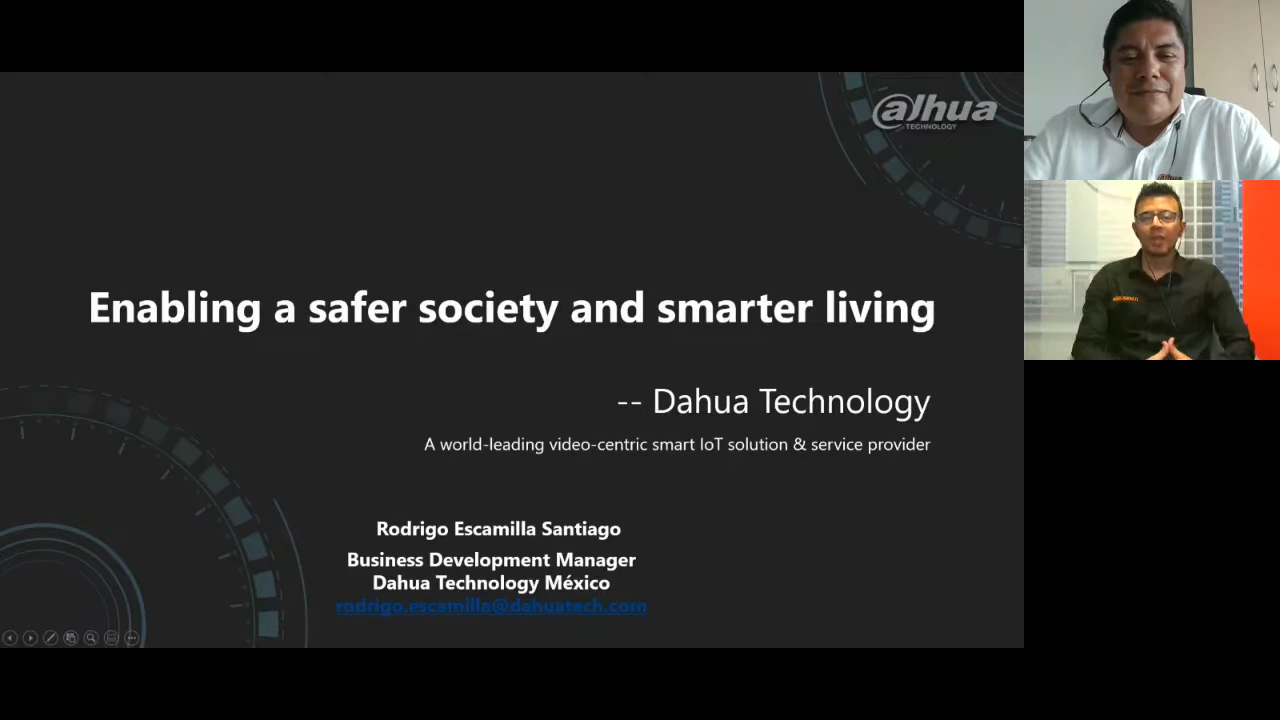 alhua
TECHNOLOGY
Enabling a safer society and smarter living
-- Dahua Technology
A world-leading video-centric smart IoT solution & service provider
Rodrigo Escamilla Santiago
Business Development Manager
Dahua Technology México
rodrigo.escamilla@dahuatech.com